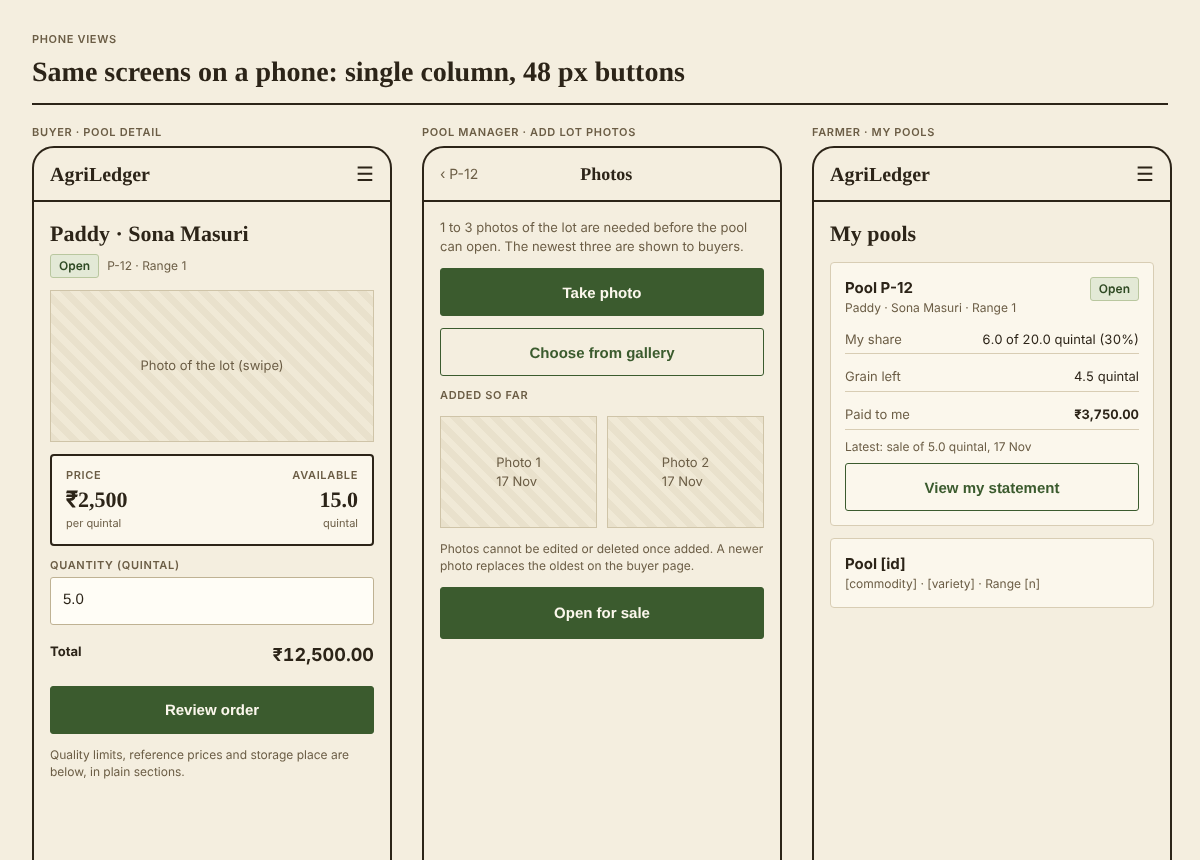 PHONE VIEWS
Same screens on a phone: single column, 48 px buttons
BUYER · POOL DETAIL
AgriLedger
☰
Paddy · Sona Masuri
Open P-12 · Range 1
Photo of the lot (swipe)
PRICE AVAILABLE
₹2,500 15.0
per quintal quintal
QUANTITY (QUINTAL)
5.0
Total ₹12,500.00
Review order
Quality limits, reference prices and storage place are
below, in plain sections.
POOL MANAGER · ADD LOT PHOTOS
‹ P-12 Photos
1 to 3 photos of the lot are needed before the pool
can open. The newest three are shown to buyers.
Take photo
Choose from gallery
ADDED SO FAR
Photo 1
17 Nov
Photo 2
17 Nov
Photos cannot be edited or deleted once added. A newer
photo replaces the oldest on the buyer page.
Open for sale
FARMER · MY POOLS
AgriLedger
☰
My pools
Pool P-12 Open
Paddy · Sona Masuri · Range 1
My share 6.0 of 20.0 quintal (30%)
Grain left 4.5 quintal
Paid to me ₹3,750.00
Latest: sale of 5.0 quintal, 17 Nov
View my statement
Pool [id]
[commodity] · [variety] · Range [n]